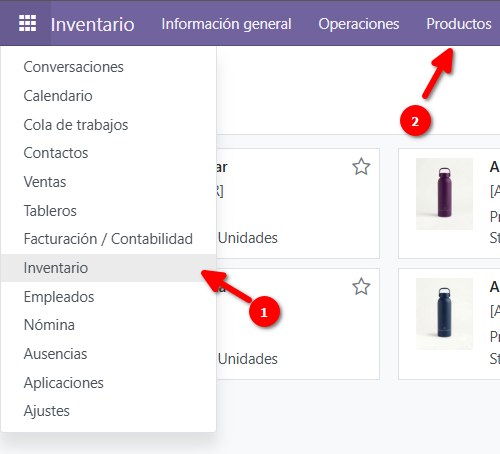 Inventario Información general Operaciones Productos
Conversaciones
Calendario
Cola de trabajos
Contactos
Ventas
Tableros
Facturación / Contabilidad
Inventario
Empleados
Nómina
Ausencias
Aplicaciones
Ajustes
2
1
ar
R]
Unidades
A
[A
Pr
St
a
Unidades
A
[A
Pr
St